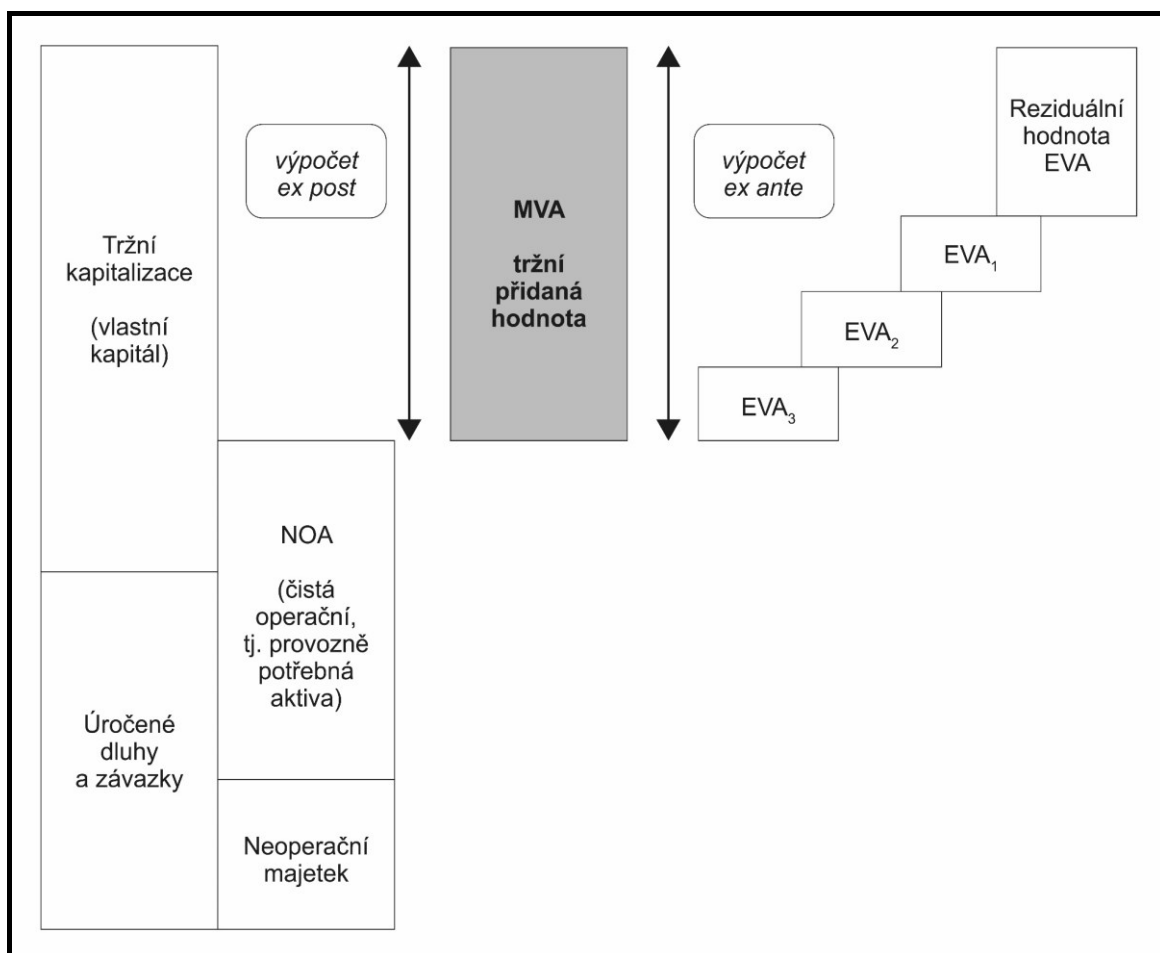 Tržní
kapitalizace
(vlastní
kapitál)
Úročené
dluhy
a závazky
výpočet
ex post
NOA
(čistá
operační,
tj. provozně
potřebná
aktiva)
Neoperační
majetek
MVA
tržní
přidaná
hodnota
výpočet
ex ante
Reziduální
hodnota
EVA
EVA₁
EVA₂
EVA₃